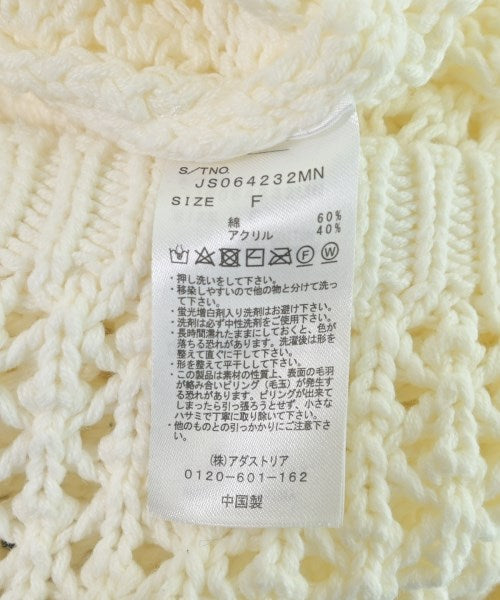 S/TNO.
JS064232MN
SIZE F
綿 60%
アクリル 40%
F W
・押し洗いをして下さい。
・移染しやすいので他の物と分けて洗っ
て下さい。
・蛍光増白剤入り洗剤はお避け下さい。
・洗剤は必ず中性洗剤をご使用下さい。
・長時間濡れたままにしておくと、色が
落ちる恐れがあります。洗濯後は形を
整えて直ぐに干して下さい。
・形を整えて平干しして下さい。
・この製品は素材の性質上、表面の毛羽
が絡み合いピリング（毛玉）が発生す
る恐れがあります。ピリングが出来て
しまったら引っ張ろうとせず、小さな
ハサミで丁寧に取り除いて下さい。
・他のものとの引っかかりにご注意下さ
い。
（株）アダストリア
0120-601-162
中国製